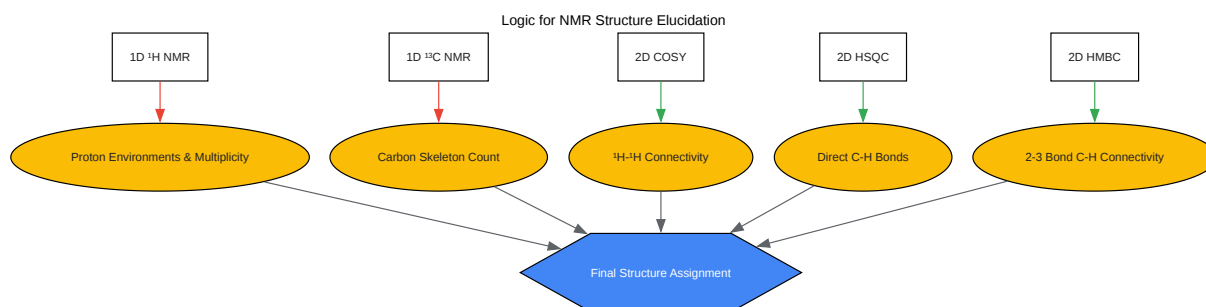 Logic for NMR Structure Elucidation
1D ¹H NMR
1D ¹³C NMR
2D COSY
2D HSQC
2D HMBC
Proton Environments & Multiplicity
Carbon Skeleton Count
¹H-¹H Connectivity
Direct C-H Bonds
2-3 Bond C-H Connectivity
Final Structure Assignment